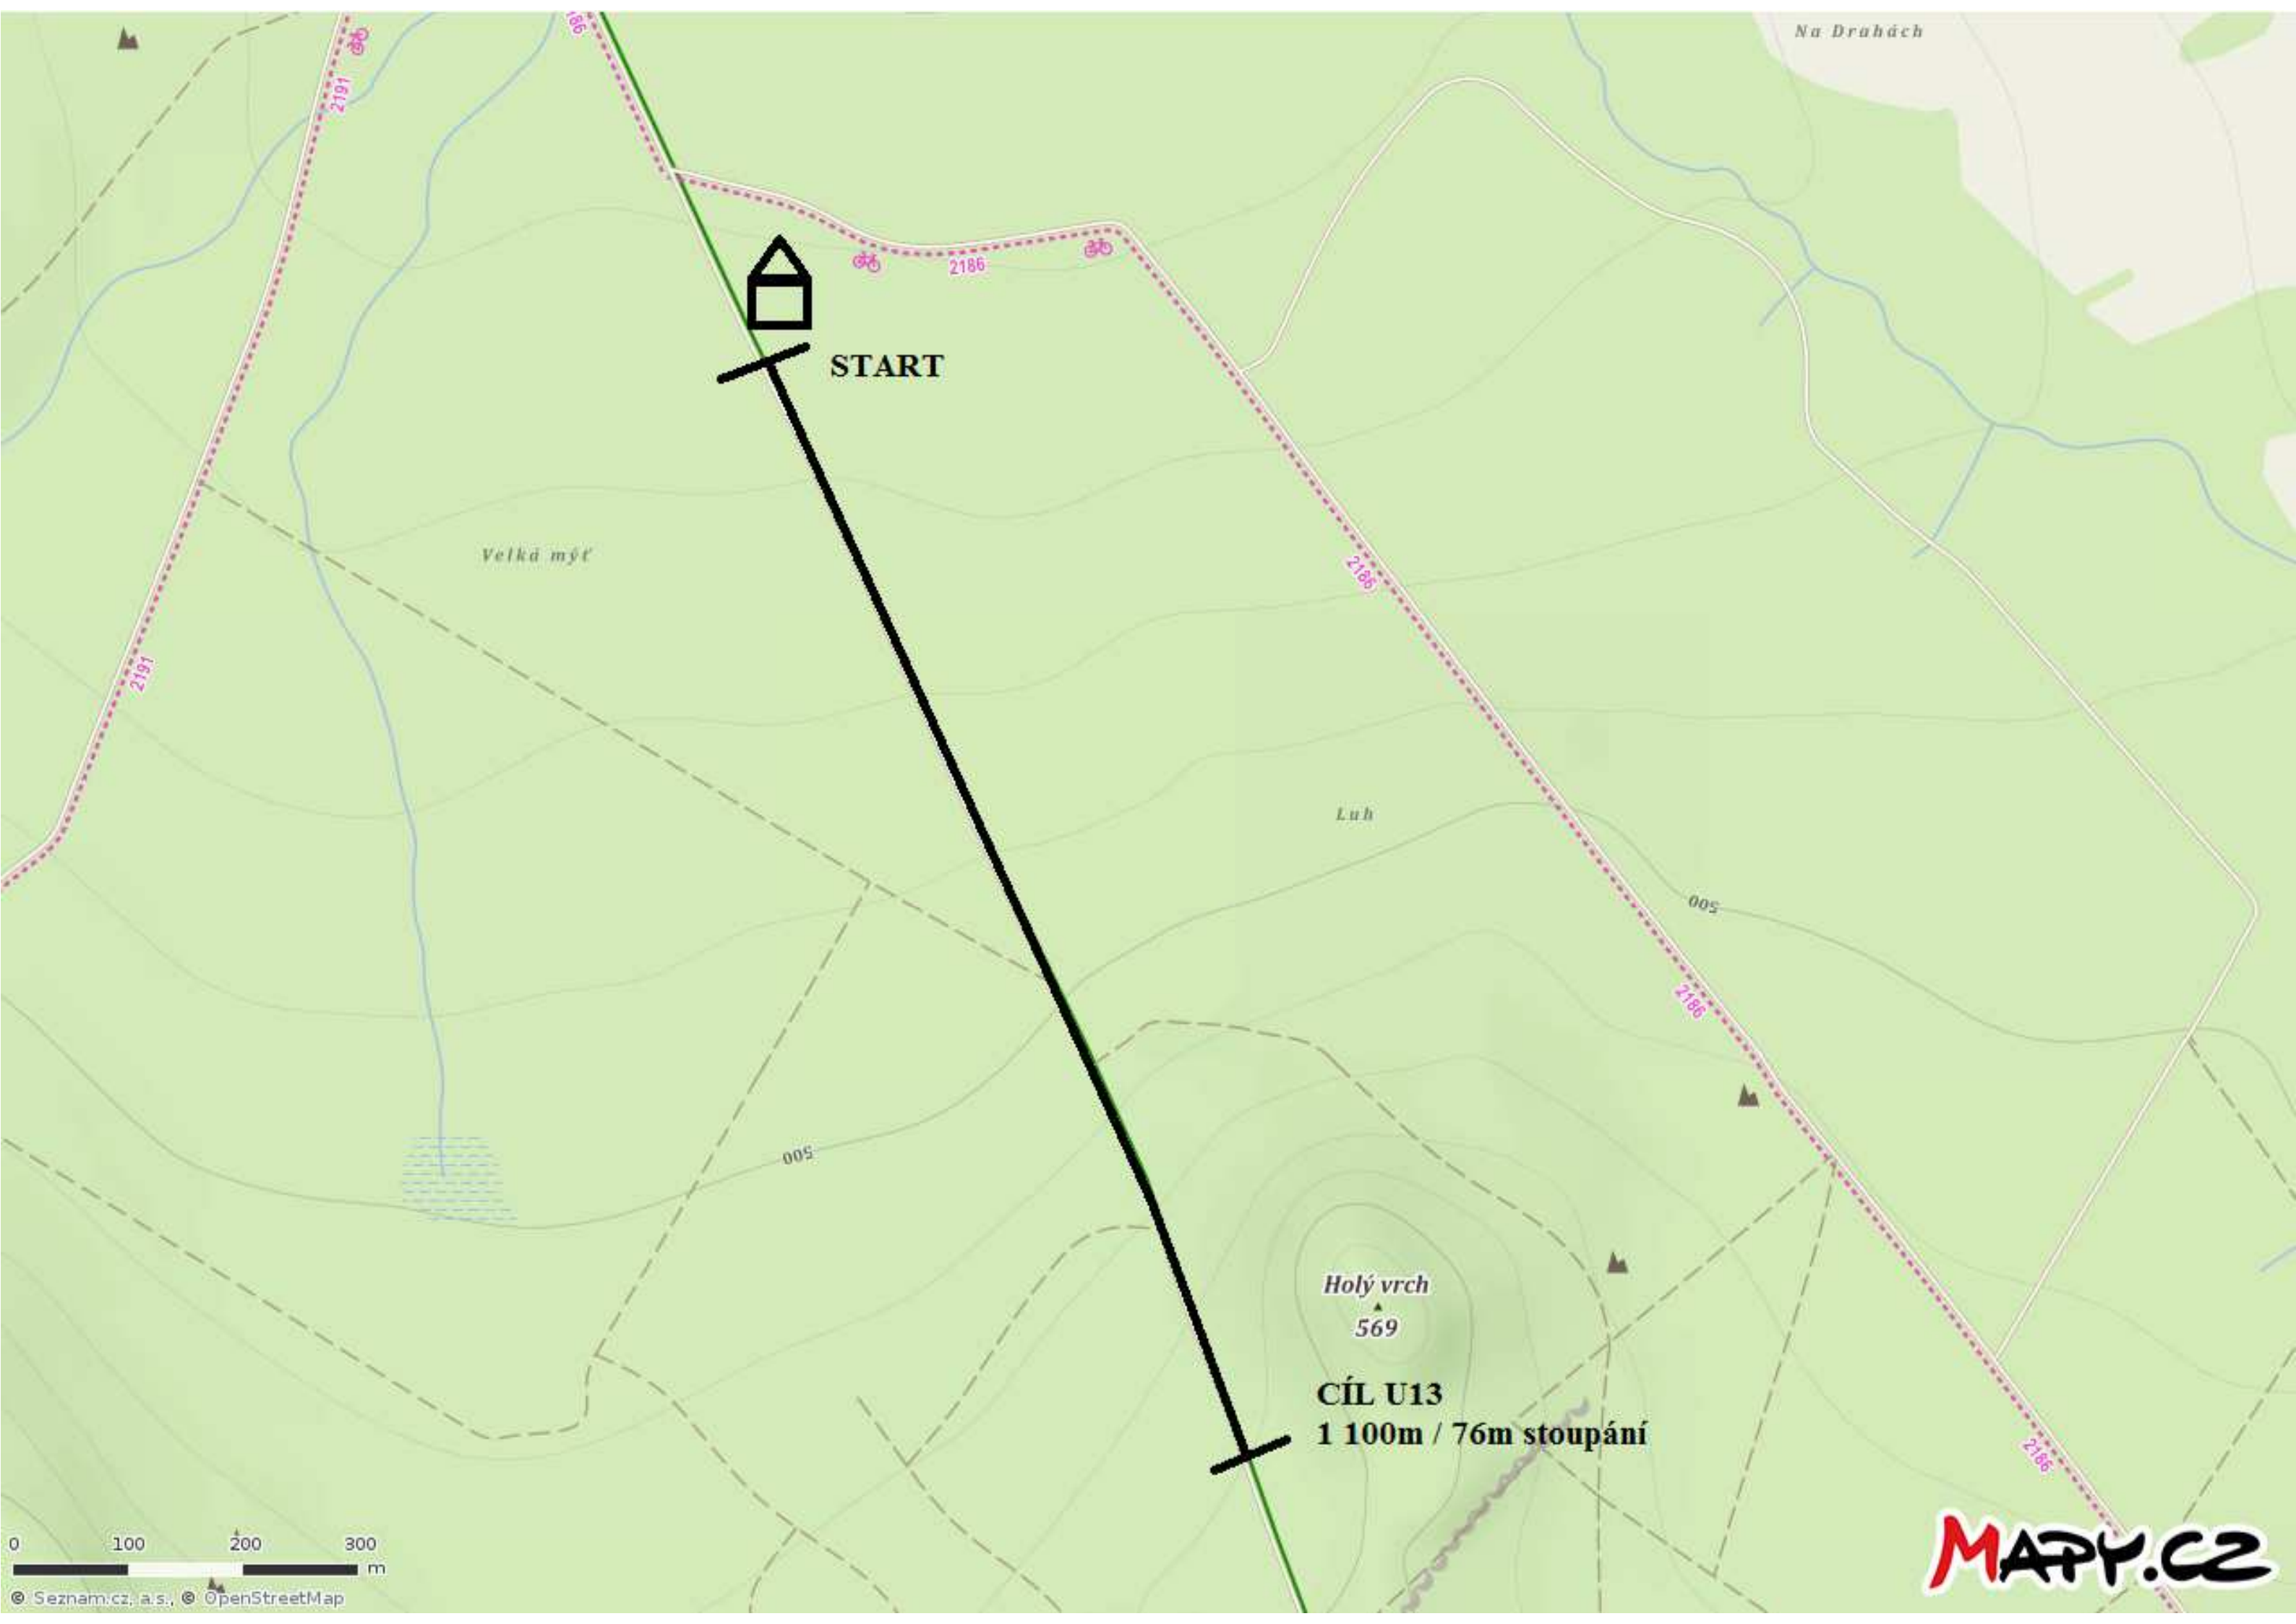 Na Drahách
186
2191
2186
START
Velká mýť
2186
2191
Luh
500
2186
500
Holý vrch
569
CÍL U13
1 100m / 76m stoupání
2186
0 100 200 300
m
© Seznam.cz, a.s., © OpenStreetMap
MAPY.CZ